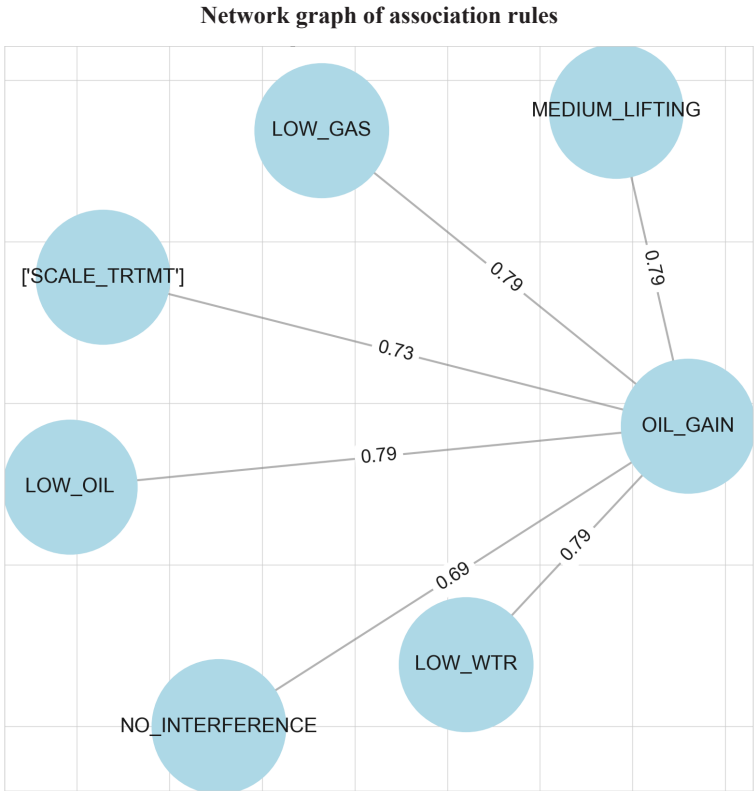 Network graph of association rules
MEDIUM_LIFTING
LOW_GAS
0.79
0.79
['SCALE_TRTMT']
0.73
OIL_GAIN
0.79
LOW_OIL
0.79
0.69
LOW_WTR
NO_INTERFERENCE